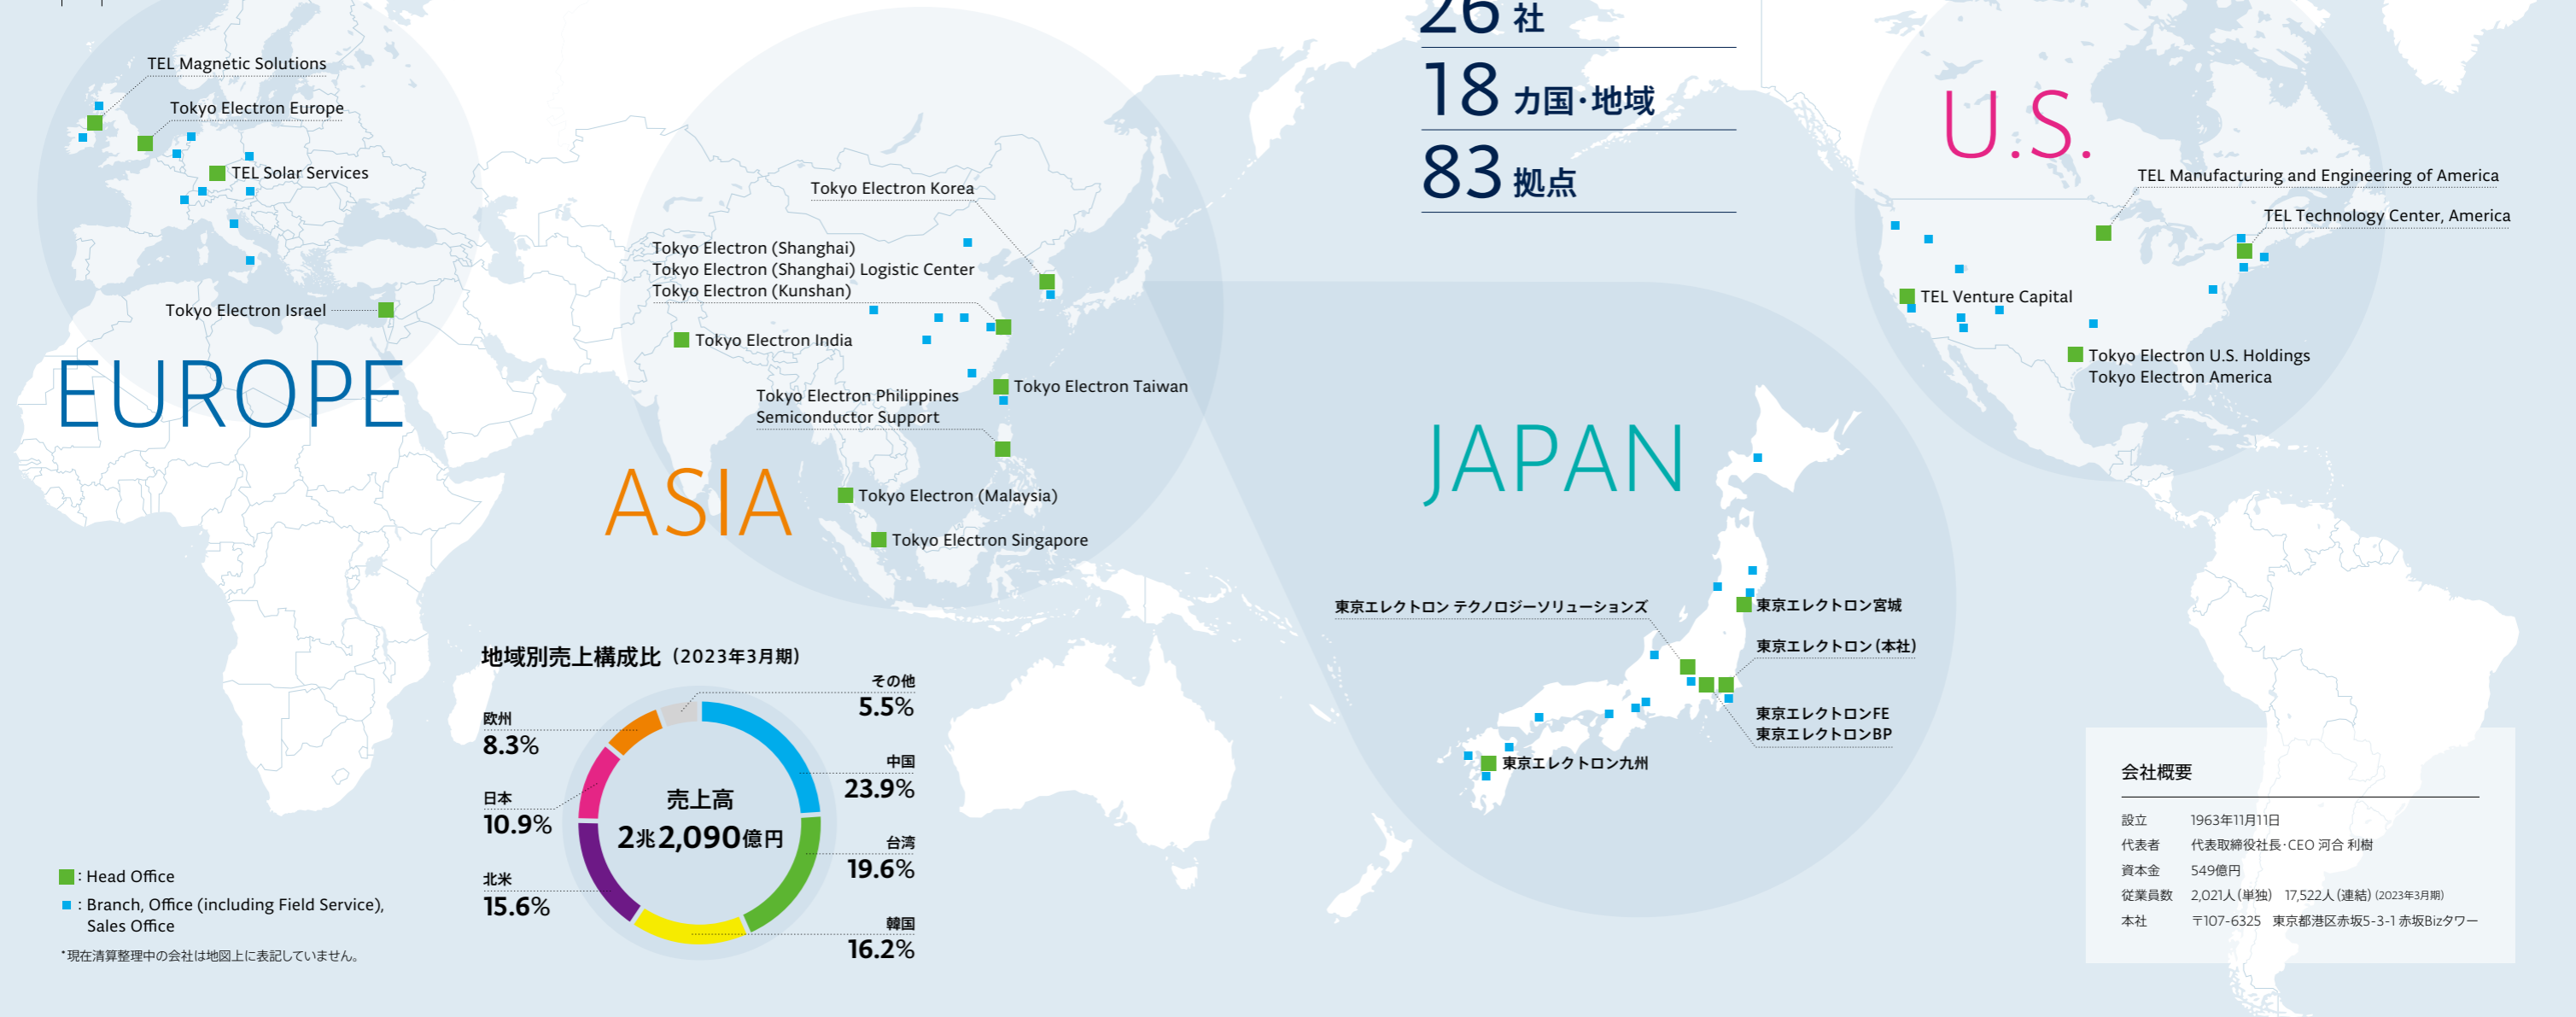 26 社
18 カ国・地域
83 拠点
TEL Magnetic Solutions
Tokyo Electron Europe
TEL Solar Services
Tokyo Electron Israel
EUROPE
Tokyo Electron Korea
Tokyo Electron (Shanghai)
Tokyo Electron (Shanghai) Logistic Center
Tokyo Electron (Kunshan)
Tokyo Electron India
Tokyo Electron Taiwan
Tokyo Electron Philippines
Semiconductor Support
Tokyo Electron (Malaysia)
Tokyo Electron Singapore
ASIA
U.S.
TEL Manufacturing and Engineering of America
TEL Technology Center, America
TEL Venture Capital
Tokyo Electron U.S. Holdings
Tokyo Electron America
JAPAN
東京エレクトロン テクノロジーソリューションズ
東京エレクトロン宮城
東京エレクトロン (本社)
東京エレクトロンFE
東京エレクトロンBP
東京エレクトロン九州
地域別売上構成比 (2023年3月期)
その他
5.5%
中国
23.9%
台湾
19.6%
韓国
16.2%
北米
15.6%
日本
10.9%
欧州
8.3%
売上高
2兆2,090億円
: Head Office
: Branch, Office (including Field Service),
Sales Office
*現在清算整理中の会社は地図上に表記していません。
会社概要
設立 1963年11月11日
代表者 代表取締役社長・CEO 河合 利樹
資本金 549億円
従業員数 2,021人(単独) 17,522人(連結) (2023年3月期)
本社 〒107-6325 東京都港区赤坂5-3-1 赤坂Bizタワー